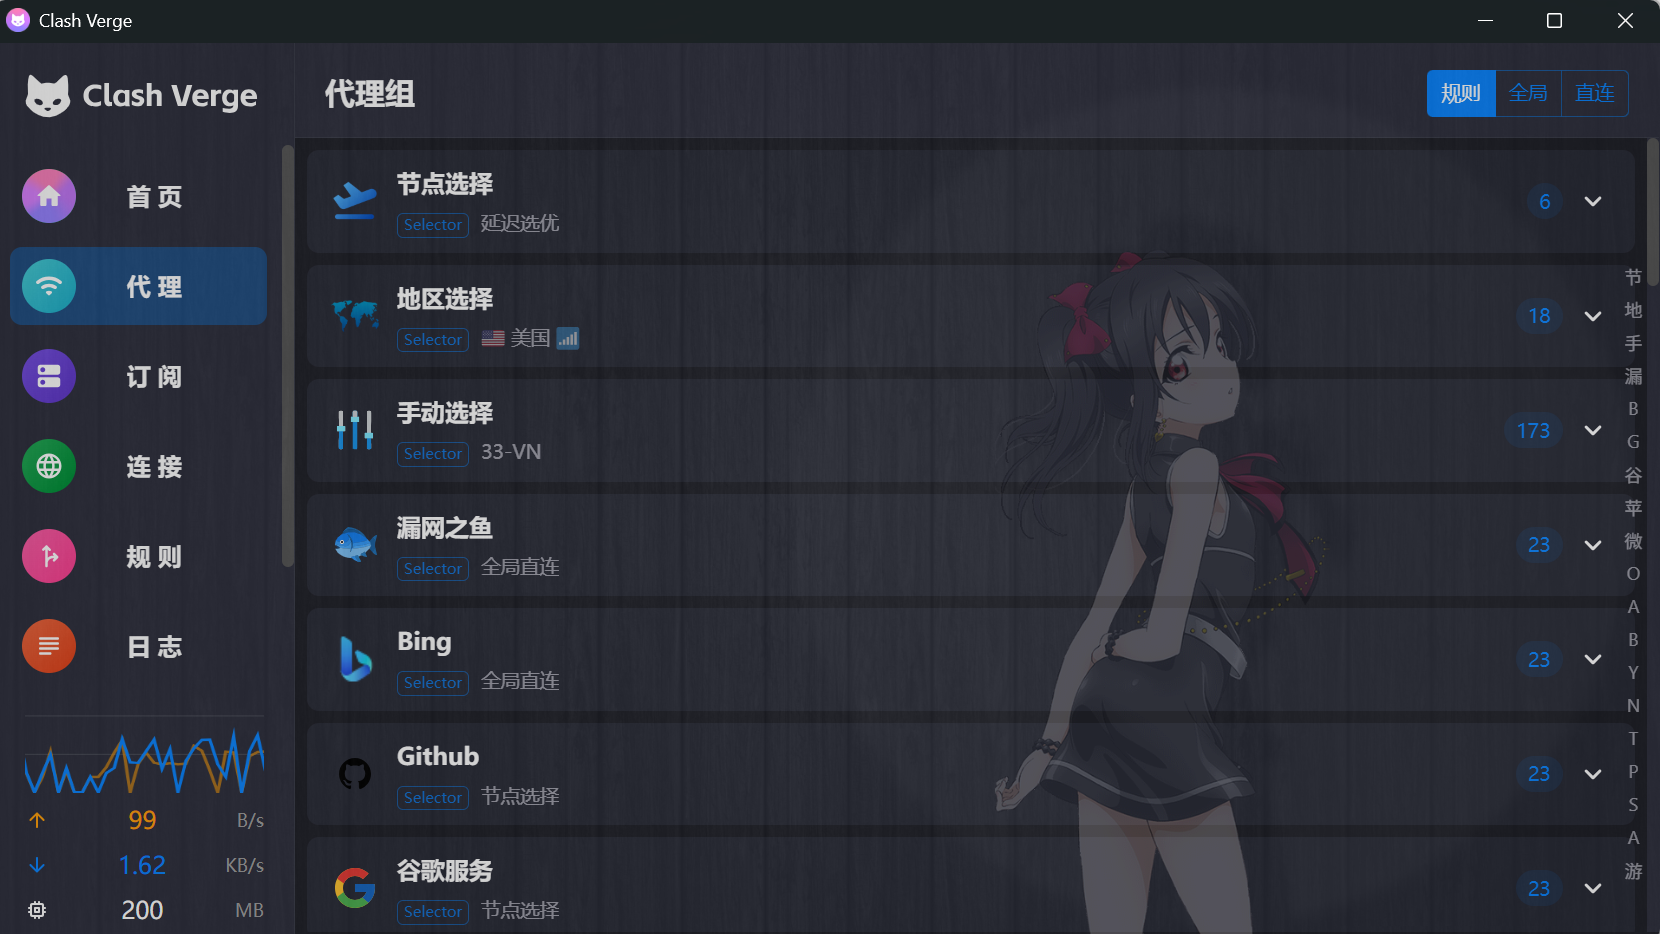 Clash Verge
Clash Verge
首页
代理
订阅
连接
规则
日志
99 B/s
1.62 KB/s
200 MB
代理组
规则 全局 直连
节点选择
Selector 延迟选优
6
地区选择
Selector 🇺🇸 美国 📶
18
手动选择
Selector 33-VN
173
漏网之鱼
Selector 全局直连
23
Bing
Selector 全局直连
23
Github
Selector 节点选择
23
谷歌服务
Selector 节点选择
23
节
地
手
漏
B
G
谷
苹
微
O
A
B
Y
N
T
P
S
A
游